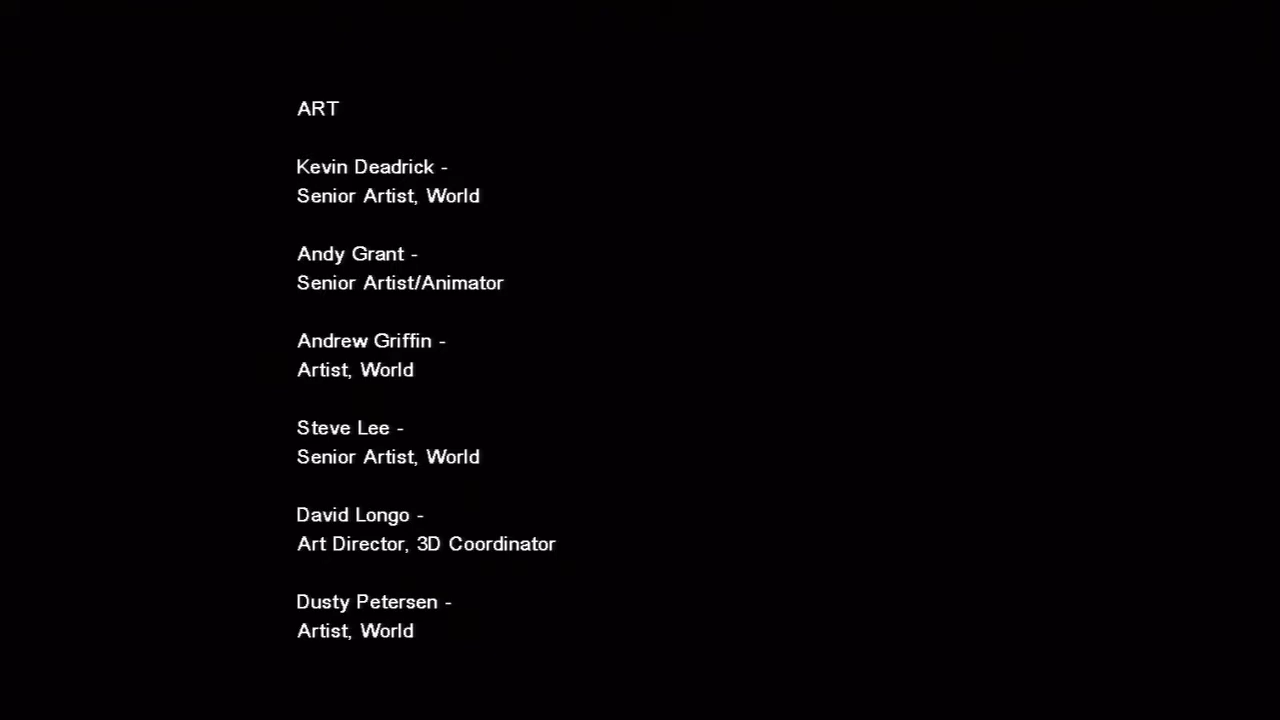 ART
Kevin Deadrick -
Senior Artist, World
Andy Grant -
Senior Artist/Animator
Andrew Griffin -
Artist, World
Steve Lee -
Senior Artist, World
David Longo -
Art Director, 3D Coordinator
Dusty Petersen -
Artist, World